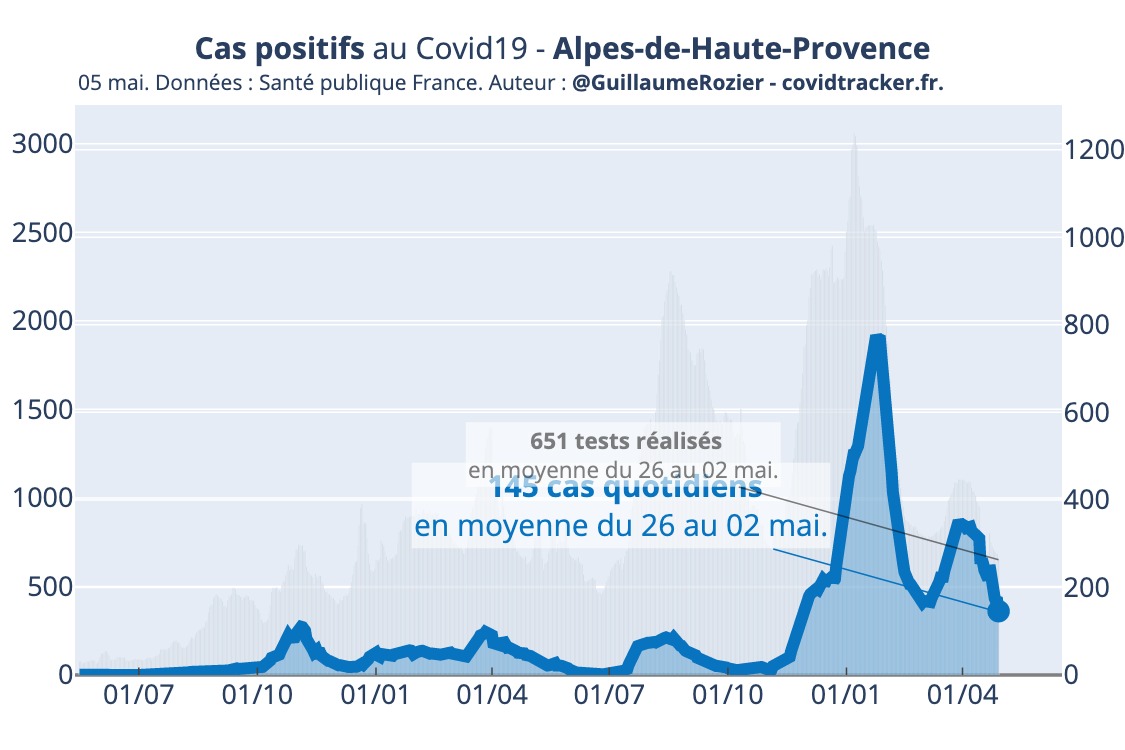 Cas positifs au Covid19 - Alpes-de-Haute-Provence
05 mai. Données : Santé publique France. Auteur : @GuillaumeRozier - covidtracker.fr.
3000
2500
2000
1500
1000
500
0
1200
1000
800
600
400
200
0
651 tests réalisés
en moyenne du 26 au 02 mai.
145 cas quotidiens
en moyenne du 26 au 02 mai.
01/07 01/10 01/01 01/04 01/07 01/10 01/01 01/04